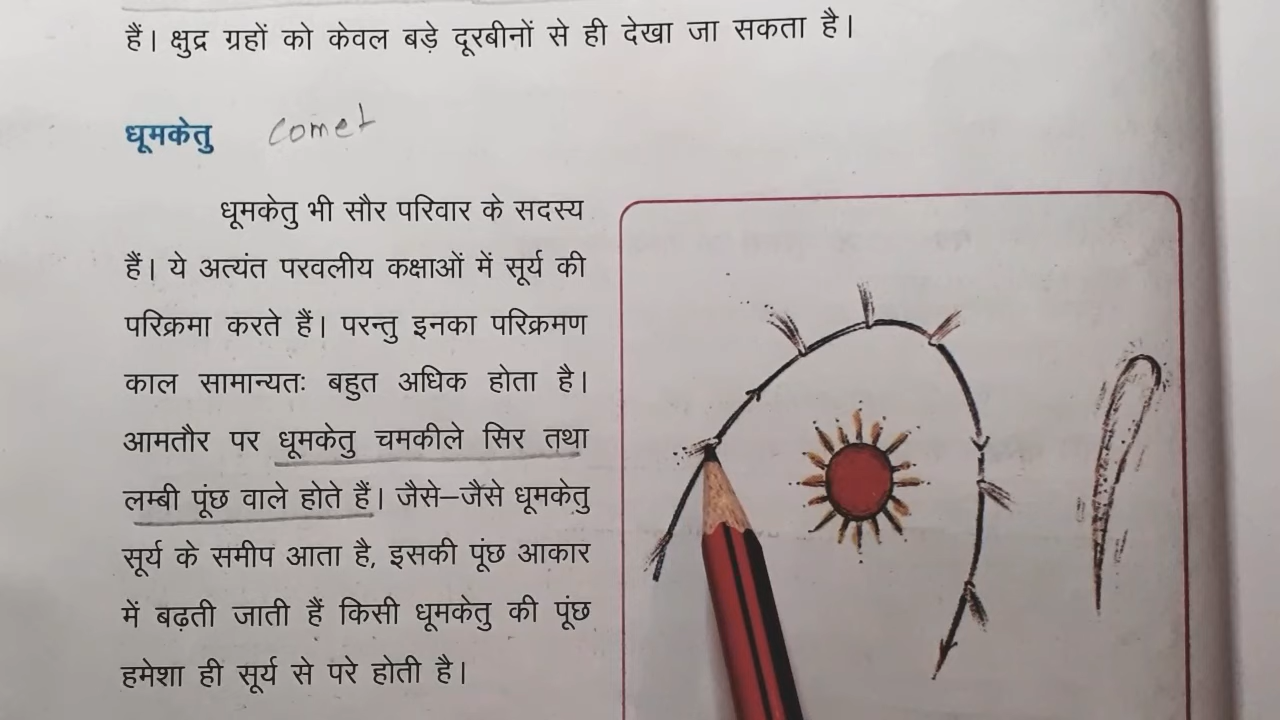 हैं। क्षुद्र ग्रहों को केवल बड़े दूरबीनों से ही देखा जा सकता है।
धूमकेतु comet
धूमकेतु भी सौर परिवार के सदस्य
हैं। ये अत्यंत परवलीय कक्षाओं में सूर्य की
परिक्रमा करते हैं। परन्तु इनका परिक्रमण
काल सामान्यतः बहुत अधिक होता है।
आमतौर पर धूमकेतु चमकीले सिर तथा
लम्बी पूंछ वाले होते हैं। जैसे–जैसे धूमकेतु
सूर्य के समीप आता है, इसकी पूंछ आकार
में बढ़ती जाती हैं किसी धूमकेतु की पूंछ
हमेशा ही सूर्य से परे होती है।